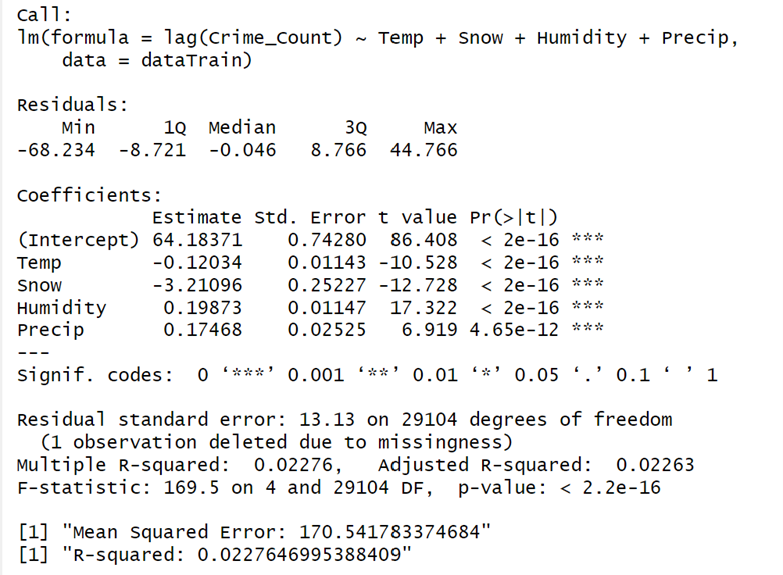 Call:
lm(formula = lag(Crime_Count) ~ Temp + Snow + Humidity + Precip,
    data = dataTrain)
Residuals:
    Min      1Q  Median      3Q     Max
-68.234  -8.721  -0.046   8.766  44.766
Coefficients:
            Estimate Std. Error t value Pr(>|t|)
(Intercept) 64.18371    0.74280  86.408  < 2e-16 ***
Temp        -0.12034    0.01143 -10.528  < 2e-16 ***
Snow        -3.21096    0.25227 -12.728  < 2e-16 ***
Humidity     0.19873    0.01147  17.322  < 2e-16 ***
Precip       0.17468    0.02525   6.919 4.65e-12 ***
---
Signif. codes:  0 ‘***’ 0.001 ‘**’ 0.01 ‘*’ 0.05 ‘.’ 0.1 ‘ ’ 1
Residual standard error: 13.13 on 29104 degrees of freedom
  (1 observation deleted due to missingness)
Multiple R-squared:  0.02276,   Adjusted R-squared:  0.02263
F-statistic: 169.5 on 4 and 29104 DF,  p-value: < 2.2e-16
[1] "Mean Squared Error: 170.541783374684"
[1] "R-squared: 0.0227646995388409"